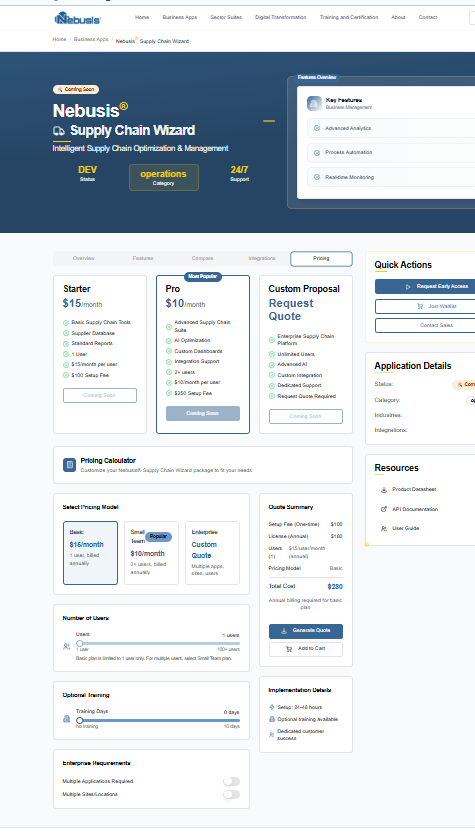 Nebusis
Home Business Apps Sector Suites Digital Transformation Training and Certification About Contact
Home Business Apps Nebusis® Supply Chain Wizard
Coming Soon
Nebusis®
Supply Chain Wizard
Intelligent Supply Chain Optimization & Management
DEV
Status
operations
Category
24/7
Support
Features Overview
Key Features
Business Management
Advanced Analytics
Process Automation
Real-time Monitoring
Overview Features Compare Integrations Pricing
Starter
$15/month
Basic Supply Chain Tools
Supplier Database
Standard Reports
1 User
$15/month per user
$100 Setup Fee
Coming Soon
Most Popular
Pro
$10/month
Advanced Supply Chain
Suite
AI Optimization
Custom Dashboards
Integration Support
2+ users
$10/month per user
$250 Setup Fee
Coming Soon
Custom Proposal
Request
Quote
Enterprise Supply Chain
Platform
Unlimited Users
Advanced AI
Custom Integration
Dedicated Support
Request Quote Required
Coming Soon
Quick Actions
Request Early Access
Join Waitlist
Contact Sales
Application Details
Status:
Category:
Industries:
Integrations:
Resources
Product Datasheet
API Documentation
User Guide
Pricing Calculator
Customize your Nebusis® Supply Chain Wizard package to fit your needs
Select Pricing Model
Basic
$15/month
1 user, billed
annually
Small
Team
Popular
$10/month
2+ users, billed
annually
Enterprise
Custom
Quote
Multiple apps,
sites, users
Number of Users
Users 1 users
1 user 100+ users
Basic plan is limited to 1 user only. For multiple users, select Small Team plan.
Optional Training
Training Days 0 days
No training 10 days
Enterprise Requirements
Multiple Applications Required
Multiple Sites/Locations
Quote Summary
Setup Fee (One-time) $100
License (Annual) $180
Users $15/user/month
(1) (annual)
Pricing Model Basic
Total Cost $280
Annual billing required for basic
plan
Generate Quote
Add to Cart
Implementation Details
Setup: 24-48 hours
Optional training available
Dedicated customer
success